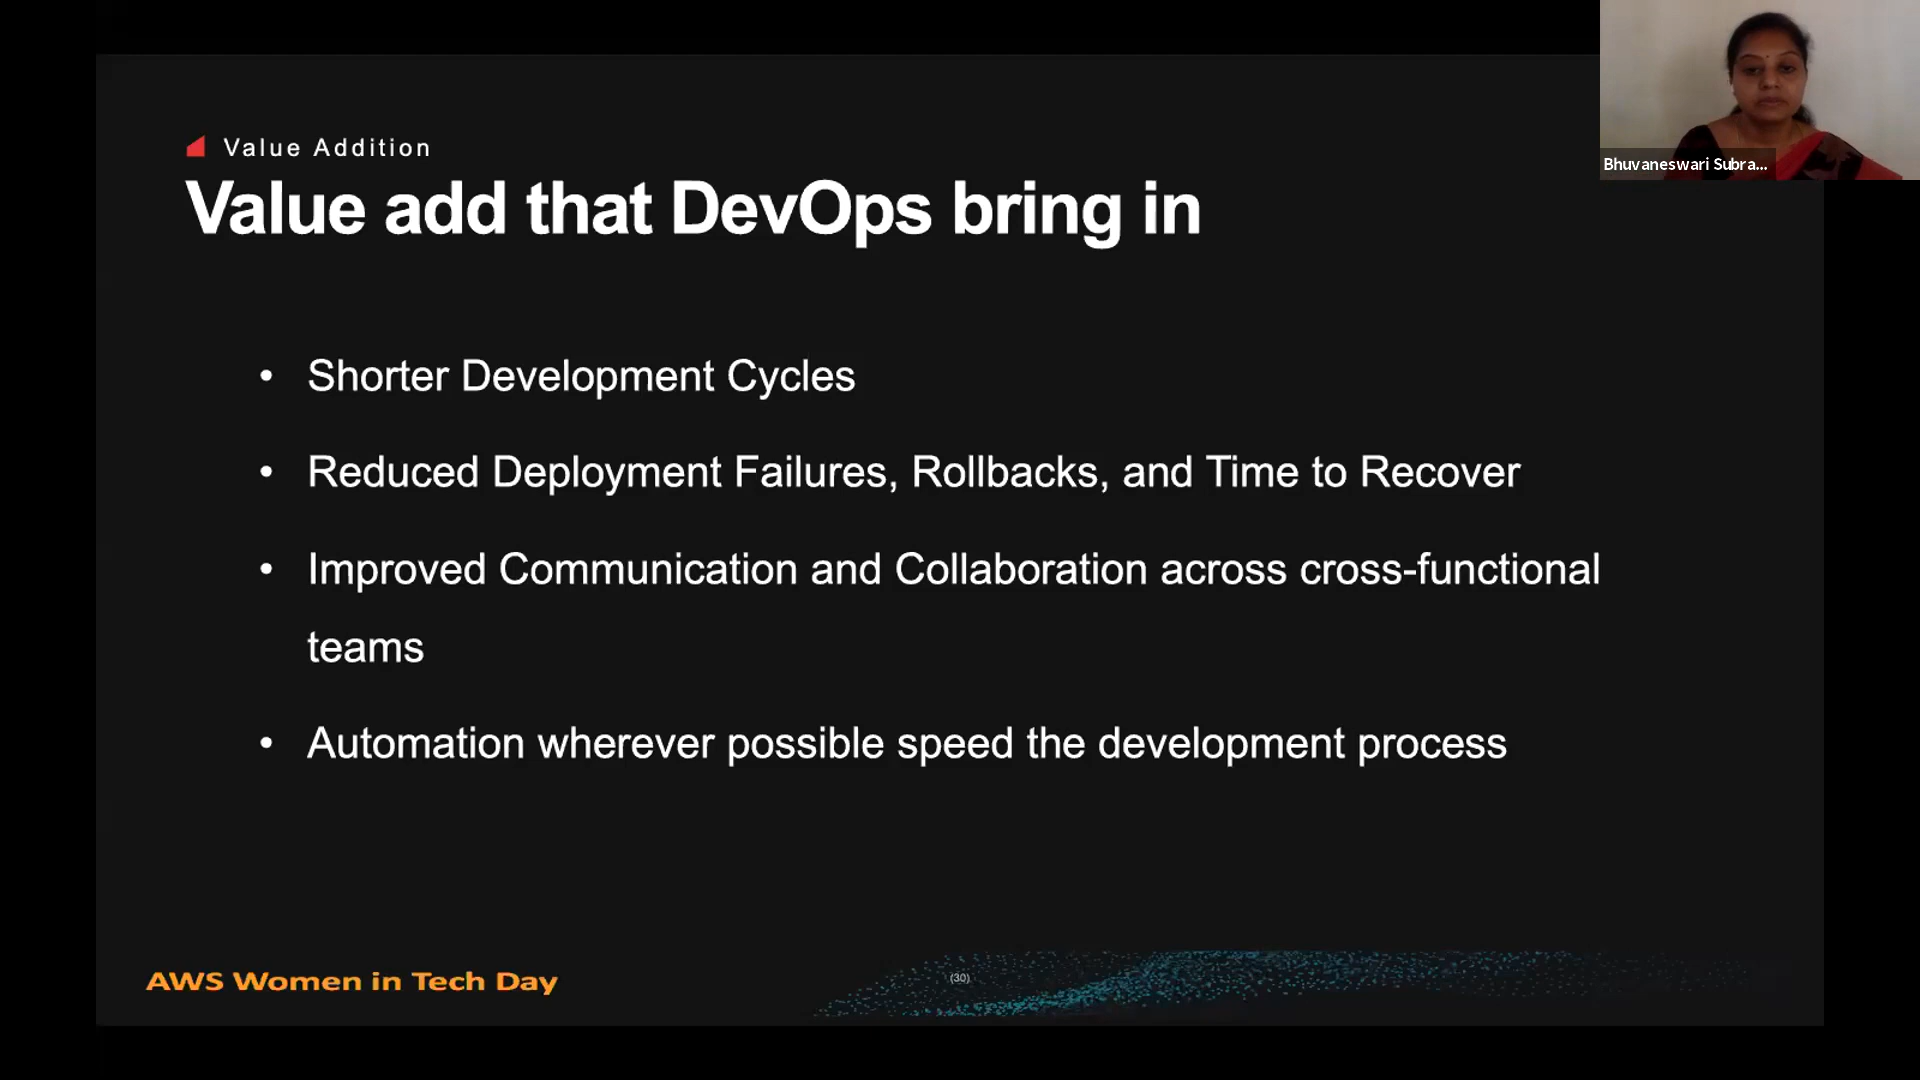 Value Addition
Value add that DevOps bring in
Bhuvaneswari Subra...
• Shorter Development Cycles
• Reduced Deployment Failures, Rollbacks, and Time to Recover
• Improved Communication and Collaboration across cross-functional
teams
• Automation wherever possible speed the development process
AWS Women in Tech Day
(30)